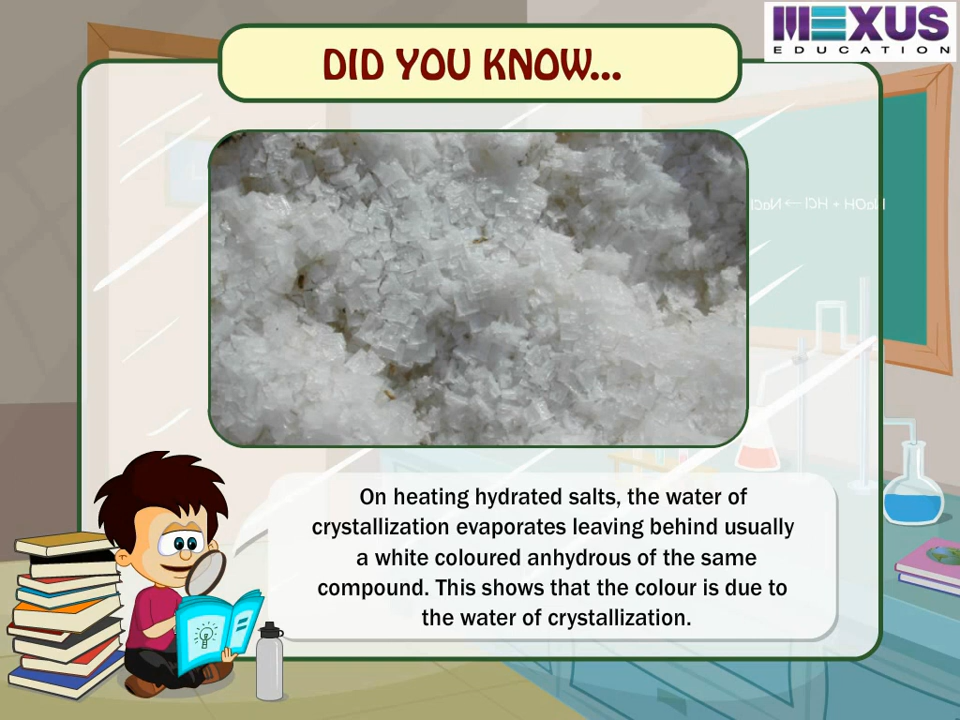 MEXUS
EDUCATION
DID YOU KNOW...
On heating hydrated salts, the water of
crystallization evaporates leaving behind usually
a white coloured anhydrous of the same
compound. This shows that the colour is due to
the water of crystallization.